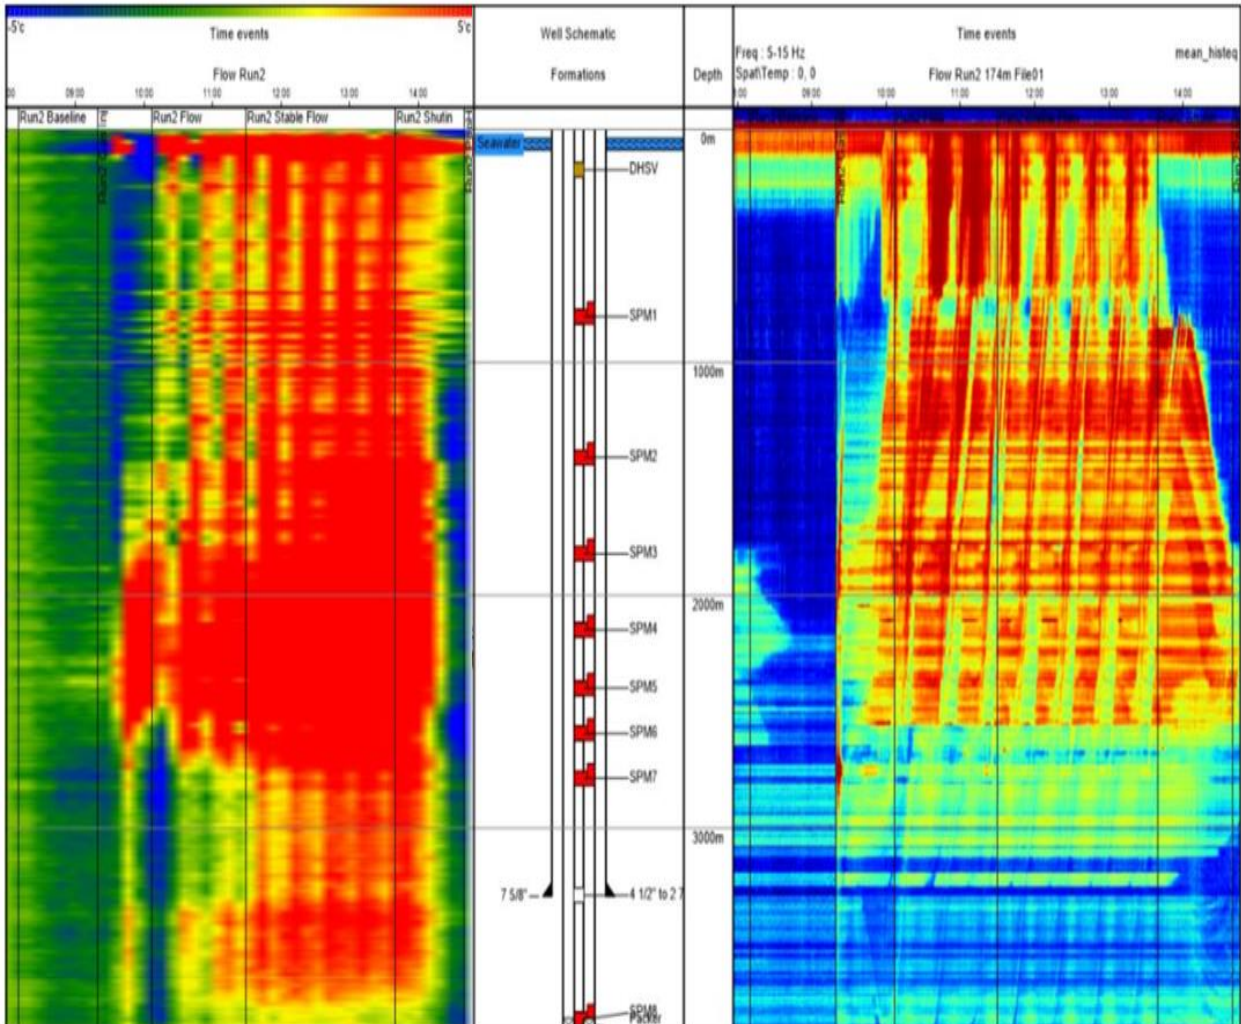 -5'c 5'c
Time events
Flow Run2
00 09:00 10:00 11:00 12:00 13:00 14:00
Run2 Baseline Run2 Flow Run2 Stable Flow Run2 Shutin
Well Schematic
Formations
Depth
Time events
Freq : 5-15 Hz mean_histeq
Spat\Temp : 0, 0 Flow Run2 174m File01
8:00 09:00 10:00 11:00 12:00 13:00 14:00
Seawater
0m
DHSV
SPM1
1000m
SPM2
SPM3
2000m
SPM4
SPM5
SPM6
SPM7
3000m
7 5/8" 4 1/2" to 2 7
SPM8
Packer